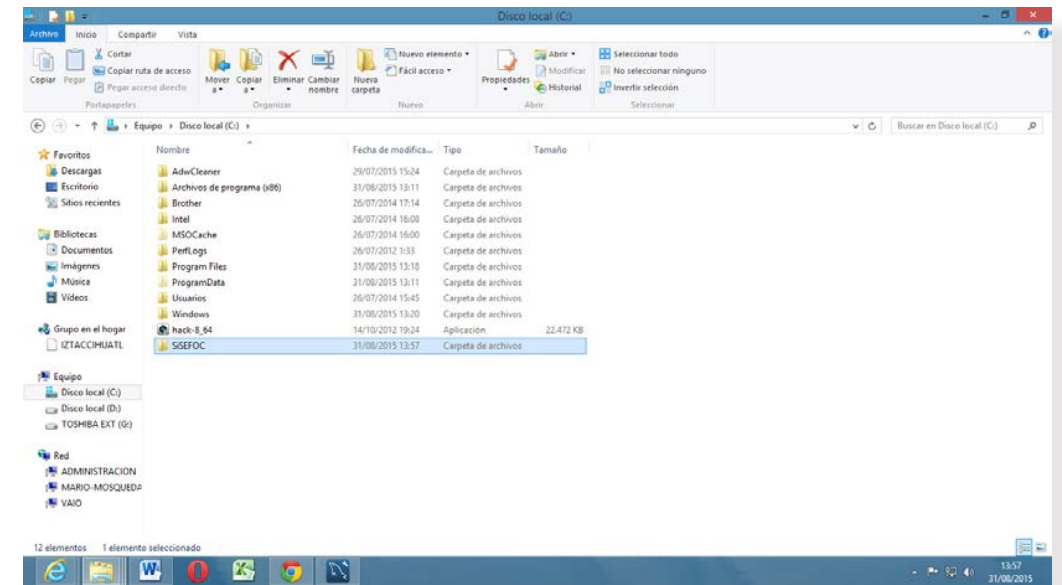 Disco local (C:)
Archivo Inicio Compartir Vista
Copiar
Pegar
Cortar
Copiar ruta de acceso
Pegar acceso directo
Portapapeles
Mover a
Copiar a
Eliminar
Cambiar nombre
Organizar
Nueva carpeta
Nuevo elemento
Fácil acceso
Nuevo
Propiedades
Abrir
Modificar
Historial
Abrir
Seleccionar todo
No seleccionar ninguno
Invertir selección
Seleccionar
Equipo Disco local (C:)
Buscar en Disco local (C:)
Favoritos
Descargas
Escritorio
Sitios recientes
Bibliotecas
Documentos
Imágenes
Música
Vídeos
Grupo en el hogar
IZTACCIHUATL
Equipo
Disco local (C:)
Disco local (D:)
TOSHIBA EXT (G:)
Red
ADMINISTRACION
MARIO-MOSQUEDA
VAIO
Nombre Fecha de modifica... Tipo Tamaño
AdwCleaner 29/07/2015 15:24 Carpeta de archivos
Archivos de programa (x86) 31/08/2015 13:11 Carpeta de archivos
Brother 26/07/2014 17:14 Carpeta de archivos
Intel 26/07/2014 16:08 Carpeta de archivos
MSOCache 26/07/2014 16:00 Carpeta de archivos
PerfLogs 26/07/2012 1:33 Carpeta de archivos
Program Files 31/08/2015 13:18 Carpeta de archivos
ProgramData 31/08/2015 13:11 Carpeta de archivos
Usuarios 26/07/2014 15:45 Carpeta de archivos
Windows 31/08/2015 13:20 Carpeta de archivos
hack-8_64 14/10/2012 19:24 Aplicación 22.472 KB
SiSEFOC 31/08/2015 13:57 Carpeta de archivos
12 elementos 1 elemento seleccionado
13:57
31/08/2015